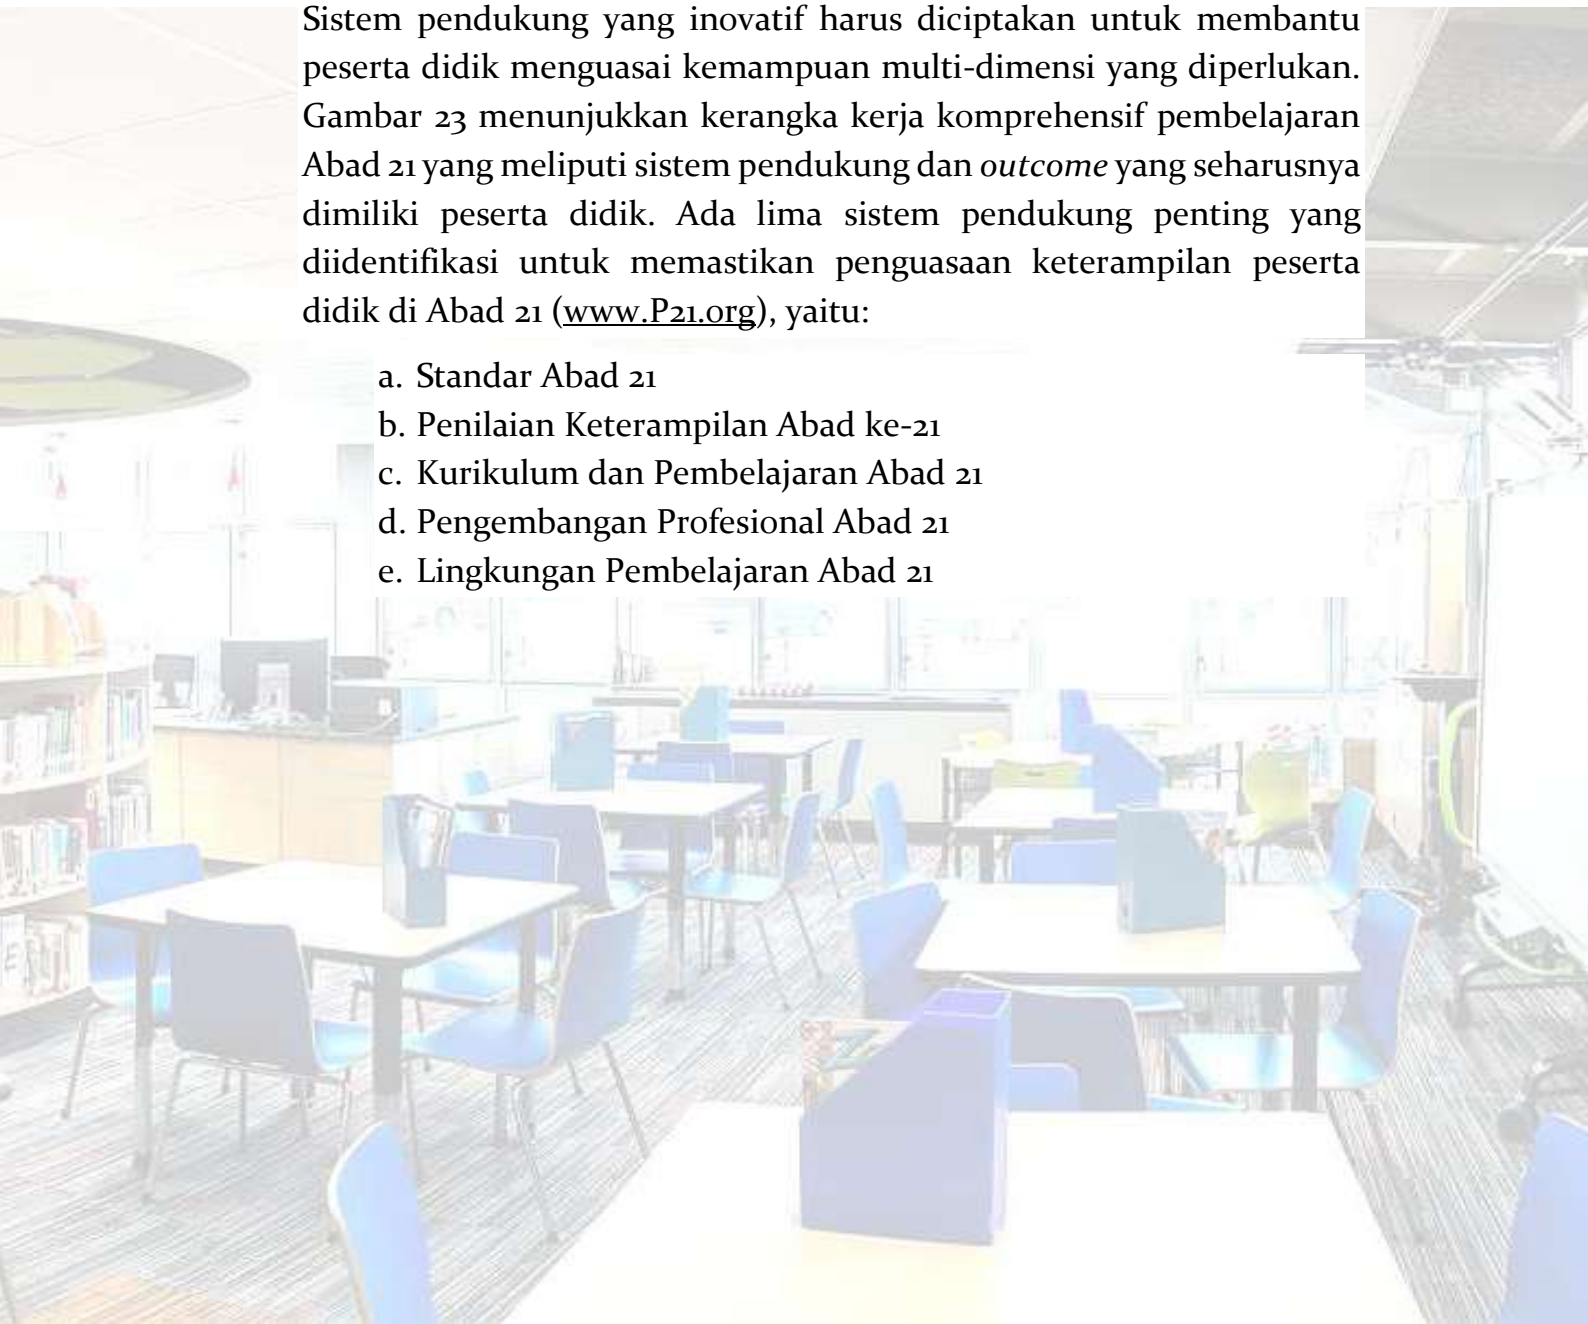 Sistem pendukung yang inovatif harus diciptakan untuk membantu
peserta didik menguasai kemampuan multi-dimensi yang diperlukan.
Gambar 23 menunjukkan kerangka kerja komprehensif pembelajaran
Abad 21 yang meliputi sistem pendukung dan outcome yang seharusnya
dimiliki peserta didik. Ada lima sistem pendukung penting yang
diidentifikasi untuk memastikan penguasaan keterampilan peserta
didik di Abad 21 (www.P21.org), yaitu:
a. Standar Abad 21
b. Penilaian Keterampilan Abad ke-21
c. Kurikulum dan Pembelajaran Abad 21
d. Pengembangan Profesional Abad 21
e. Lingkungan Pembelajaran Abad 21